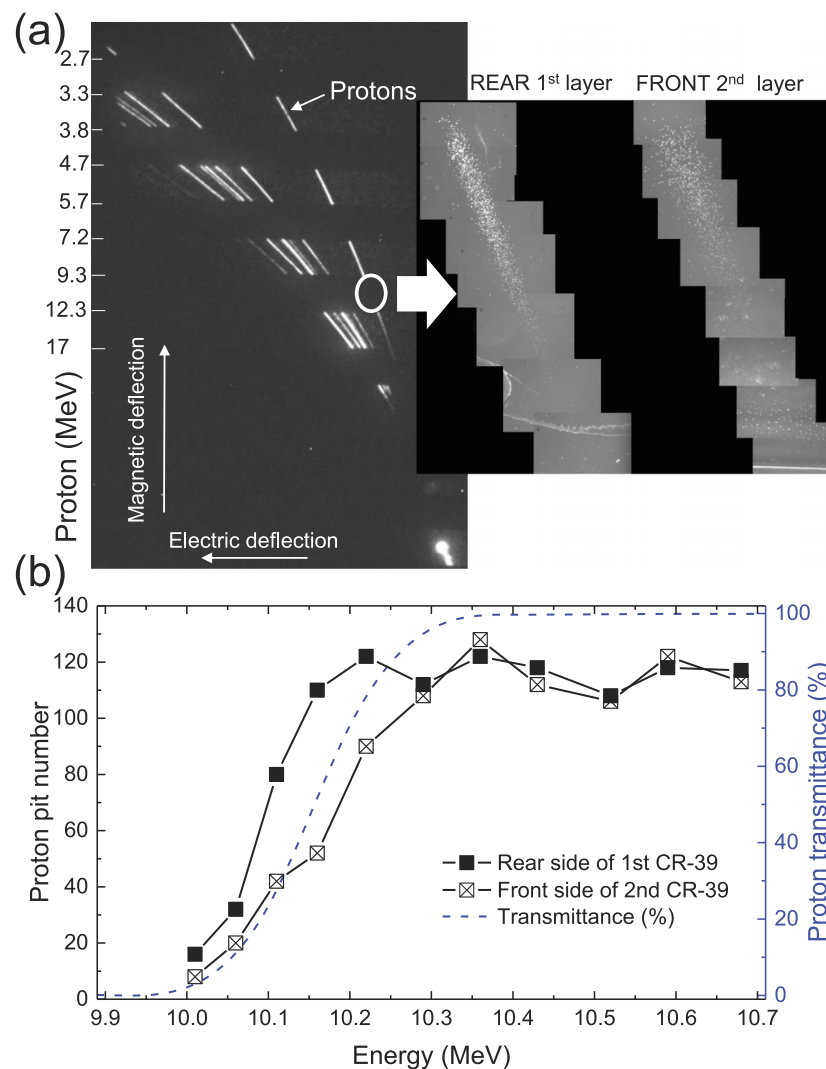 (a)
REAR 1st layer
FRONT 2nd layer
Protons
2.7
3.3
3.8
4.7
5.7
7.2
9.3
12.3
17
Proton (MeV)
Magnetic deflection
Electric deflection
(b)
140
120
100
80
60
40
20
0
Proton pit number
100
80
60
40
20
0
Proton transmittance (%)
Rear side of 1st CR-39
Front side of 2nd CR-39
Transmittance (%)
9.9 10.0 10.1 10.2 10.3 10.4 10.5 10.6 10.7
Energy (MeV)